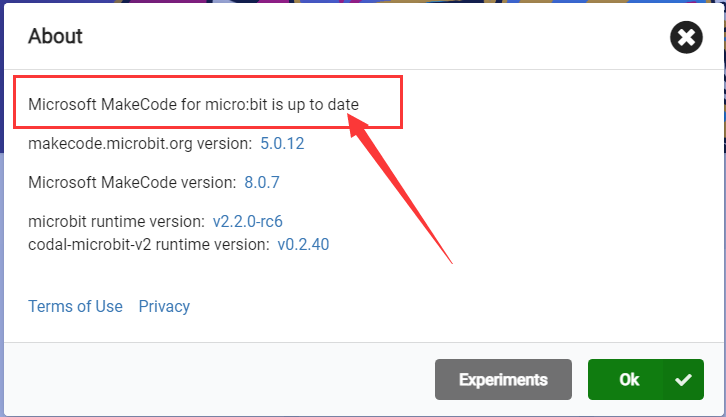 About
Microsoft MakeCode for micro:bit is up to date
makecode.microbit.org version: 5.0.12
Microsoft MakeCode version: 8.0.7
microbit runtime version: v2.2.0-rc6
codal-microbit-v2 runtime version: v0.2.40
Terms of Use Privacy
Experiments Ok